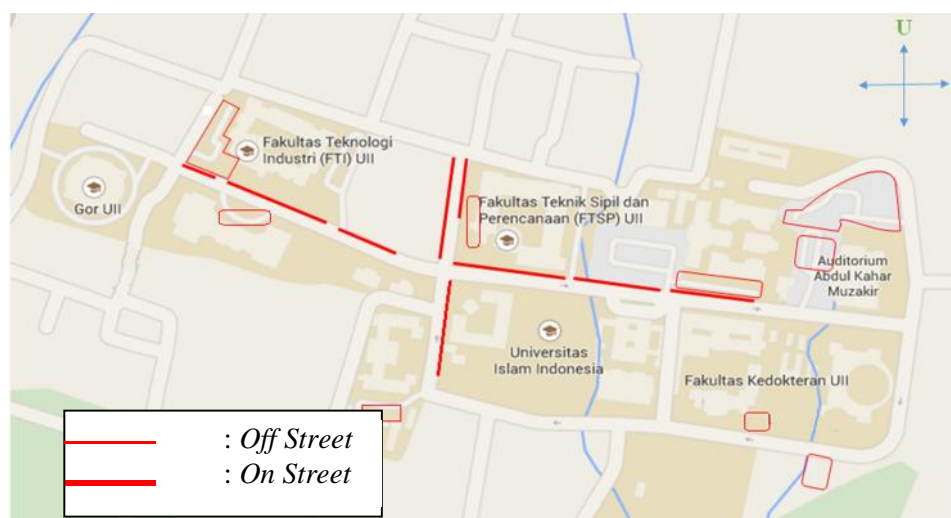 U
Fakultas Teknologi
Industri (FTI) UII
Gor UII
Fakultas Teknik Sipil dan
Perencanaan (FTSP) UII
Auditorium
Abdul Kahar
Muzakir
Universitas
Islam Indonesia
Fakultas Kedokteran UII
: Off Street
: On Street